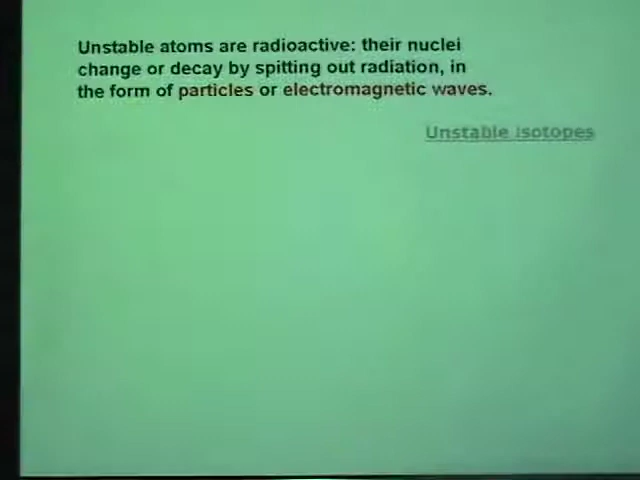 Unstable atoms are radioactive: their nuclei
change or decay by spitting out radiation, in
the form of particles or electromagnetic waves.
Unstable isotopes